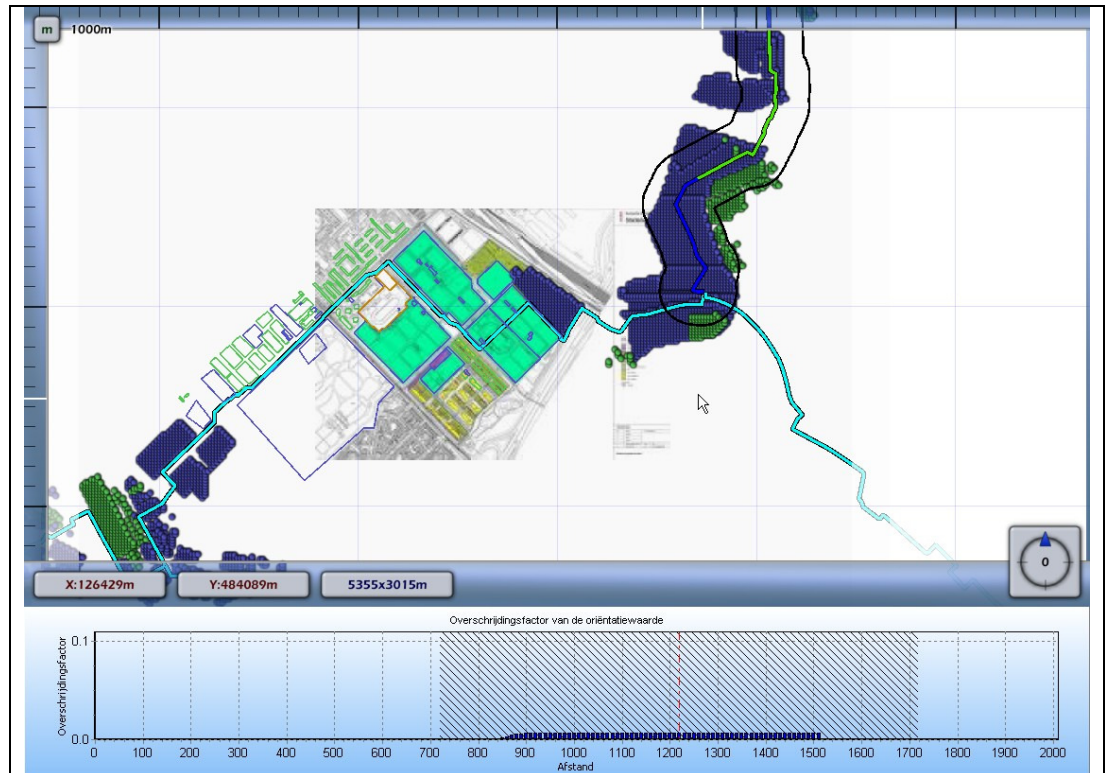 m 1000m
0
X:126429m Y:484089m 5355x3015m
Overschrijdingsfactor van de oriëntatiewaarde
Overschrijdingsfactor
0.1
0.0
0 100 200 300 400 500 600 700 800 900 1000 1100 1200 1300 1400 1500 1600 1700 1800 1900 2000
Afstand